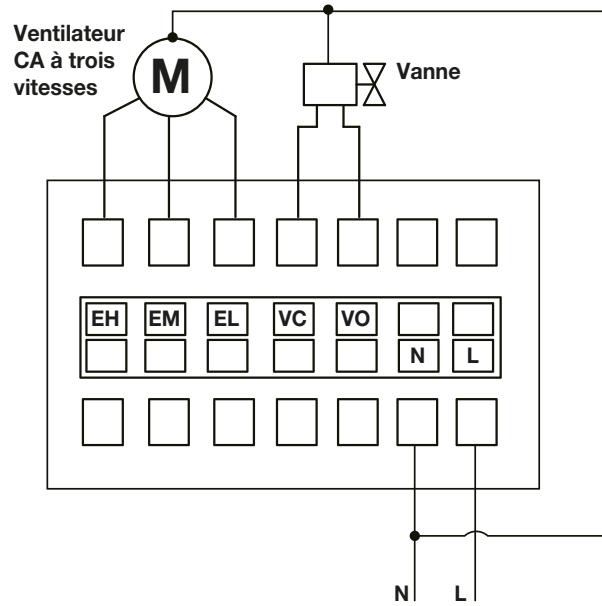 Ventilateur
CA à trois
vitesses
M
Vanne
EH EM EL VC VO
N L
N L